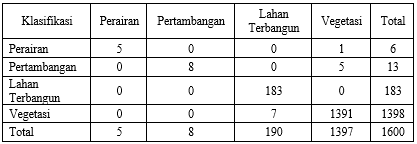 Klasifikasi Perairan Pertambangan Lahan Terbangun Vegetasi Total
Perairan 5 0 0 1 6
Pertambangan 0 8 0 5 13
Lahan Terbangun 0 0 183 0 183
Vegetasi 0 0 7 1391 1398
Total 5 8 190 1397 1600